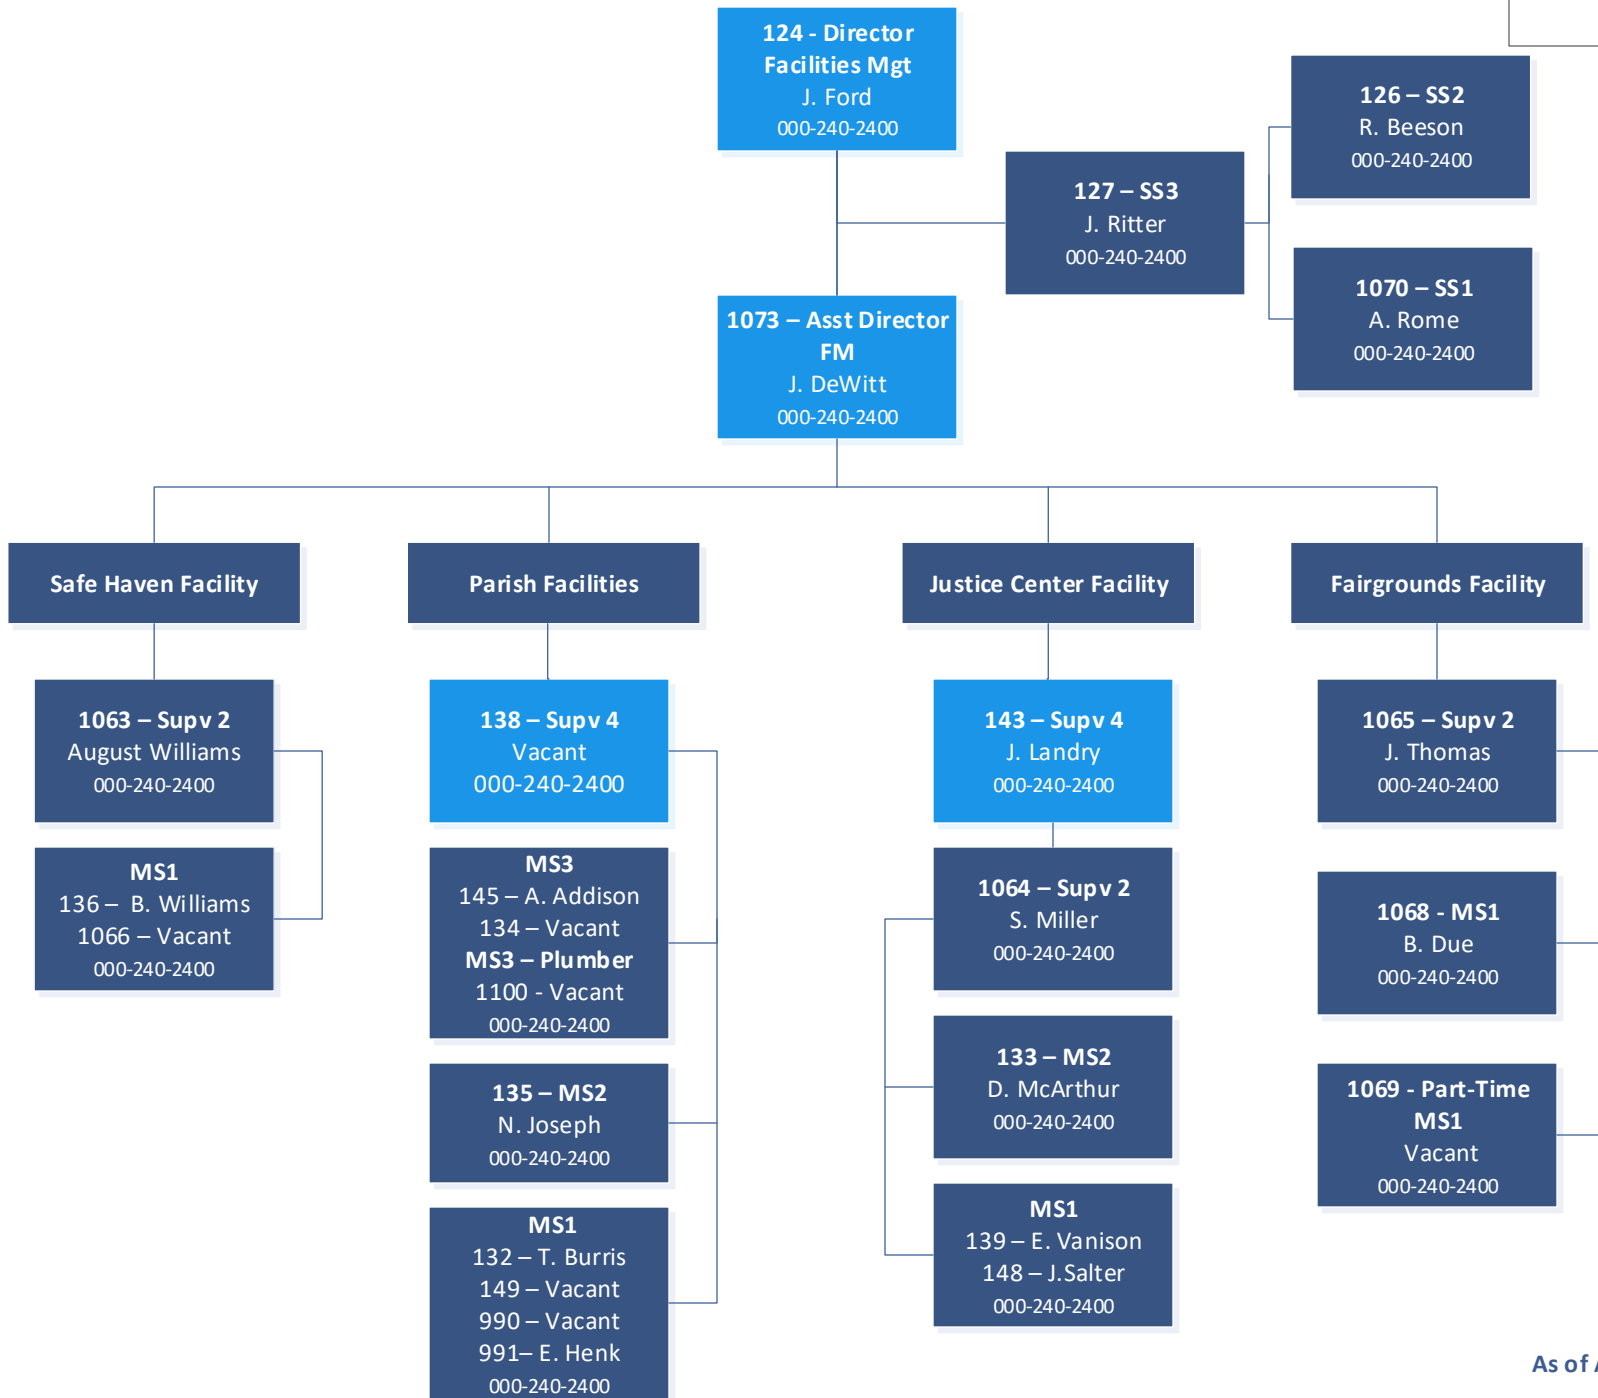 124 - Director
Facilities Mgt
J. Ford
000-240-2400
126 – SS2
R. Beeson
000-240-2400
127 – SS3
J. Ritter
000-240-2400
1070 – SS1
A. Rome
000-240-2400
1073 – Asst Director
FM
J. DeWitt
000-240-2400
Safe Haven Facility
Parish Facilities
Justice Center Facility
Fairgrounds Facility
1063 – Supv 2
August Williams
000-240-2400
MS1
136 – B. Williams
1066 – Vacant
000-240-2400
138 – Supv 4
Vacant
000-240-2400
MS3
145 – A. Addison
134 – Vacant
MS3 – Plumber
1100 - Vacant
000-240-2400
135 – MS2
N. Joseph
000-240-2400
MS1
132 – T. Burris
149 – Vacant
990 – Vacant
991– E. Henk
000-240-2400
143 – Supv 4
J. Landry
000-240-2400
1064 – Supv 2
S. Miller
000-240-2400
133 – MS2
D. McArthur
000-240-2400
MS1
139 – E. Vanison
148 – J.Salter
000-240-2400
1065 – Supv 2
J. Thomas
000-240-2400
1068 - MS1
B. Due
000-240-2400
1069 - Part-Time
MS1
Vacant
000-240-2400
As of